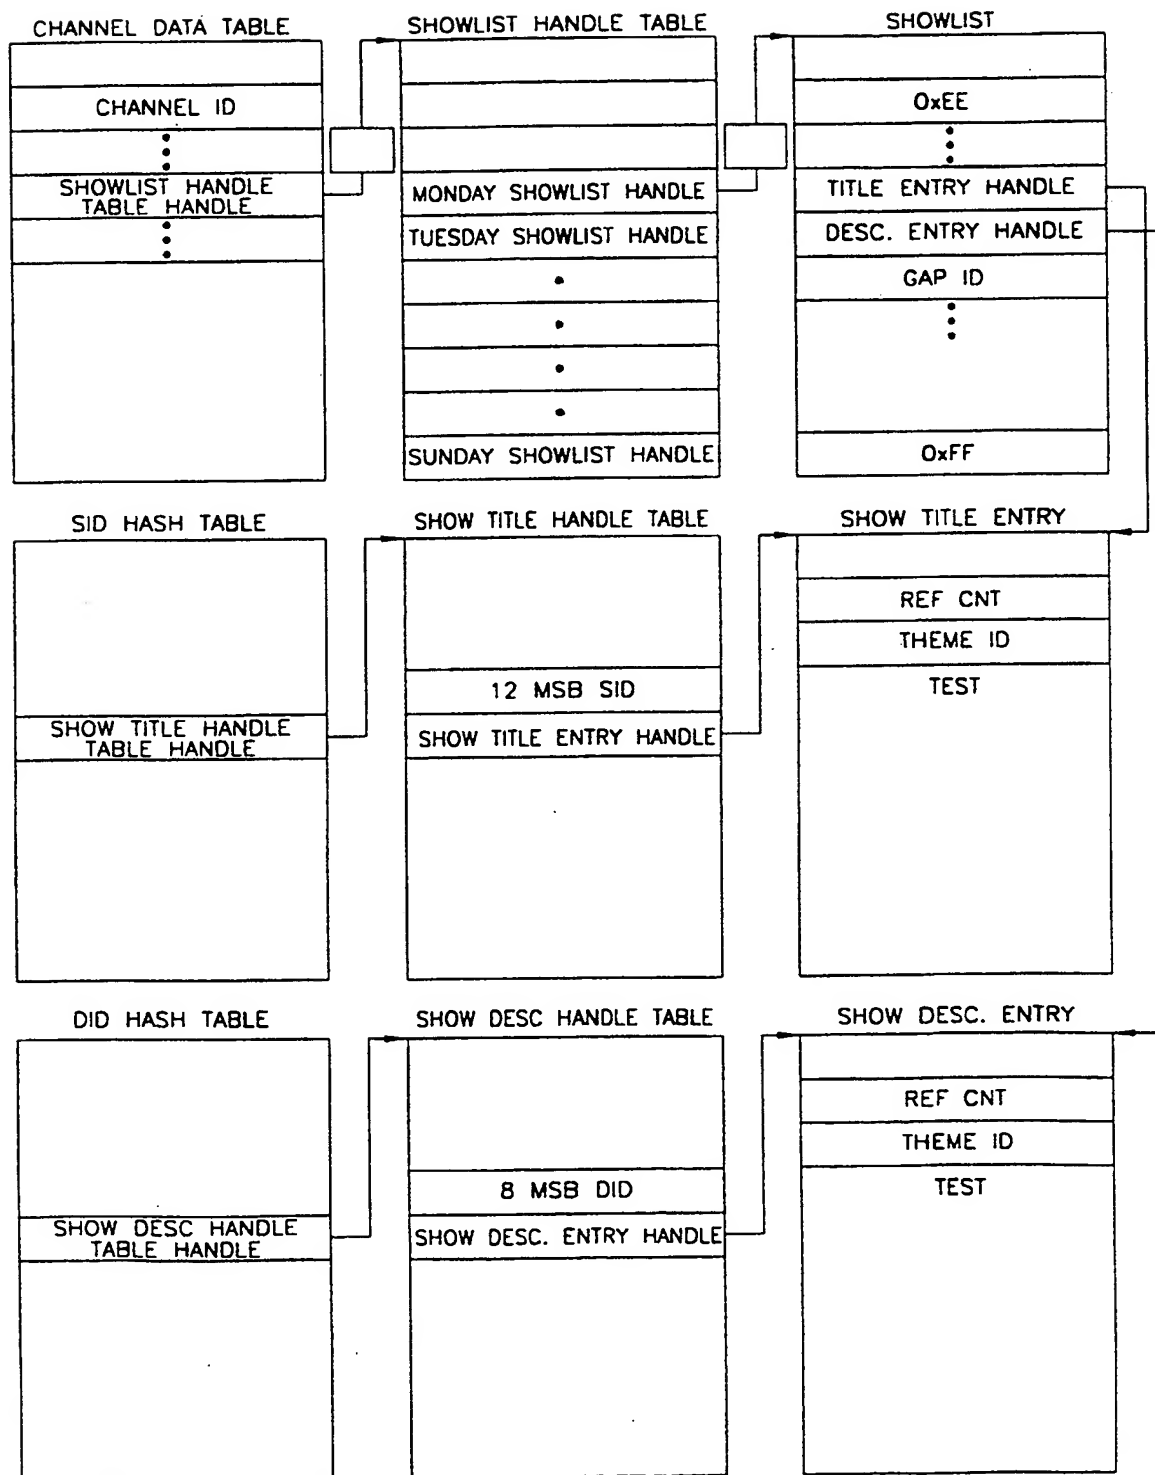 CHANNEL DATA TABLE
CHANNEL ID
SHOWLIST HANDLE
TABLE HANDLE
SHOWLIST HANDLE TABLE
MONDAY SHOWLIST HANDLE
TUESDAY SHOWLIST HANDLE
SUNDAY SHOWLIST HANDLE
SHOWLIST
0xEE
TITLE ENTRY HANDLE
DESC. ENTRY HANDLE
GAP ID
0xFF
SID HASH TABLE
SHOW TITLE HANDLE
TABLE HANDLE
SHOW TITLE HANDLE TABLE
12 MSB SID
SHOW TITLE ENTRY HANDLE
SHOW TITLE ENTRY
REF CNT
THEME ID
TEST
DID HASH TABLE
SHOW DESC HANDLE
TABLE HANDLE
SHOW DESC HANDLE TABLE
8 MSB DID
SHOW DESC. ENTRY HANDLE
SHOW DESC. ENTRY
REF CNT
THEME ID
TEST